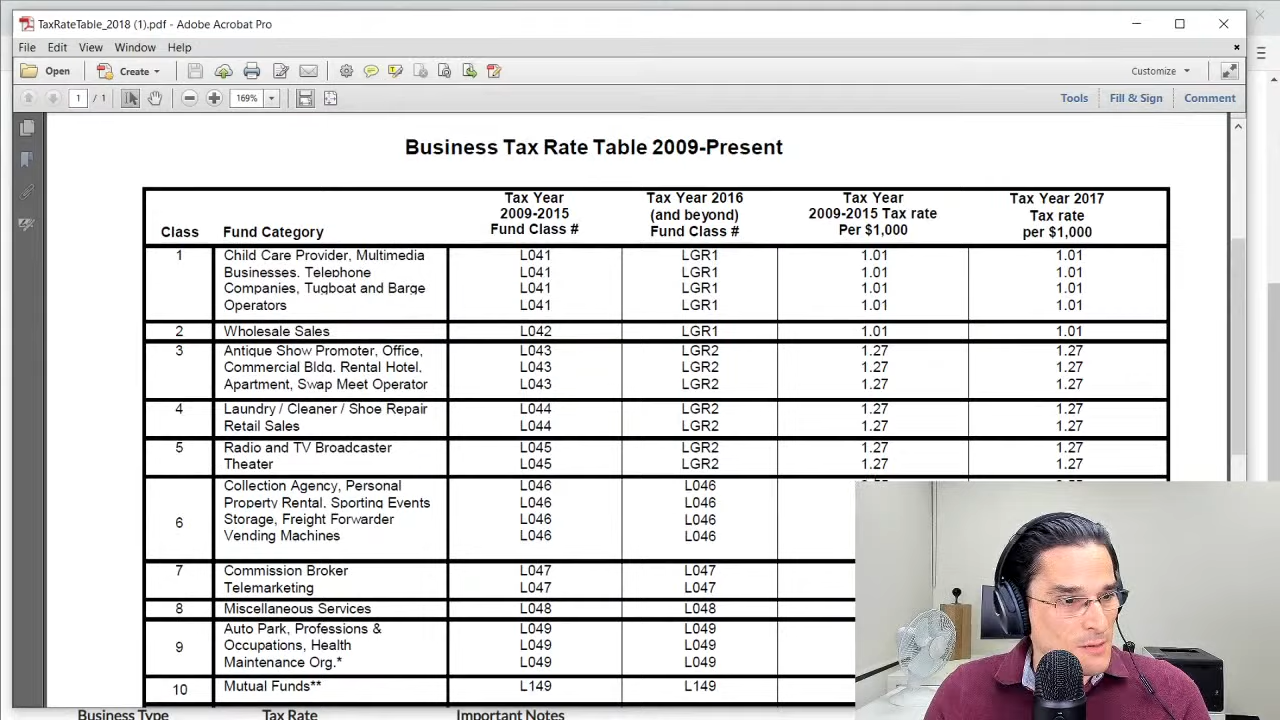 TaxRateTable_2018 (1).pdf - Adobe Acrobat Pro
File Edit View Window Help
Open Create Customize
1 / 1 169% Tools Fill & Sign Comment
Business Tax Rate Table 2009-Present
Class Fund Category Tax Year 2009-2015 Fund Class # Tax Year 2016 (and beyond) Fund Class # Tax Year 2009-2015 Tax rate Per $1,000 Tax Year 2017 Tax rate per $1,000
1 Child Care Provider, Multimedia L041 LGR1 1.01 1.01
Businesses. Telephone L041 LGR1 1.01 1.01
Companies, Tugboat and Barge L041 LGR1 1.01 1.01
Operators L041 LGR1 1.01 1.01
2 Wholesale Sales L042 LGR1 1.01 1.01
3 Antique Show Promoter, Office, L043 LGR2 1.27 1.27
Commercial Bldg. Rental Hotel, L043 LGR2 1.27 1.27
Apartment, Swap Meet Operator L043 LGR2 1.27 1.27
4 Laundry / Cleaner / Shoe Repair L044 LGR2 1.27 1.27
Retail Sales L044 LGR2 1.27 1.27
5 Radio and TV Broadcaster L045 LGR2 1.27 1.27
Theater L045 LGR2 1.27 1.27
Collection Agency, Personal L046 L046
Property Rental, Sporting Events L046 L046
6 Storage, Freight Forwarder L046 L046
Vending Machines L046 L046
7 Commission Broker L047 L047
Telemarketing L047 L047
8 Miscellaneous Services L048 L048
Auto Park, Professions & L049 L049
9 Occupations, Health L049 L049
Maintenance Org.* L049 L049
10 Mutual Funds** L149 L149
Business Type Tax Rate Important Notes